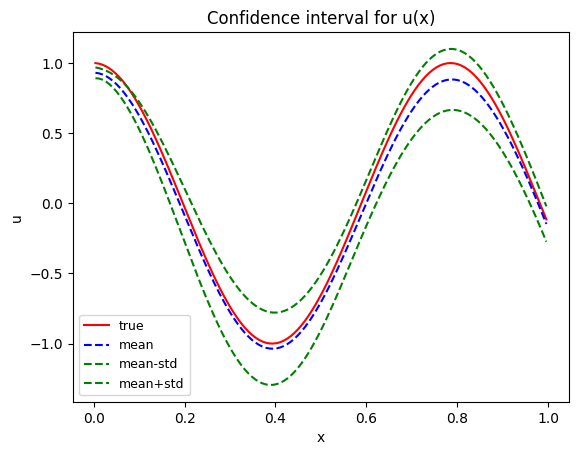 Confidence interval for u(x)
u
1.0
0.5
0.0
−0.5
−1.0
true
mean
mean-std
mean+std
0.0 0.2 0.4 0.6 0.8 1.0
x